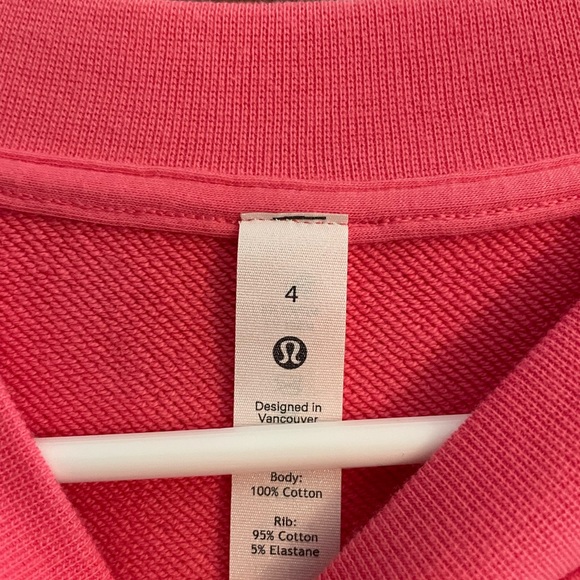 4
Designed in
Vancouver
Body:
100% Cotton
Rib:
95% Cotton
5% Elastane